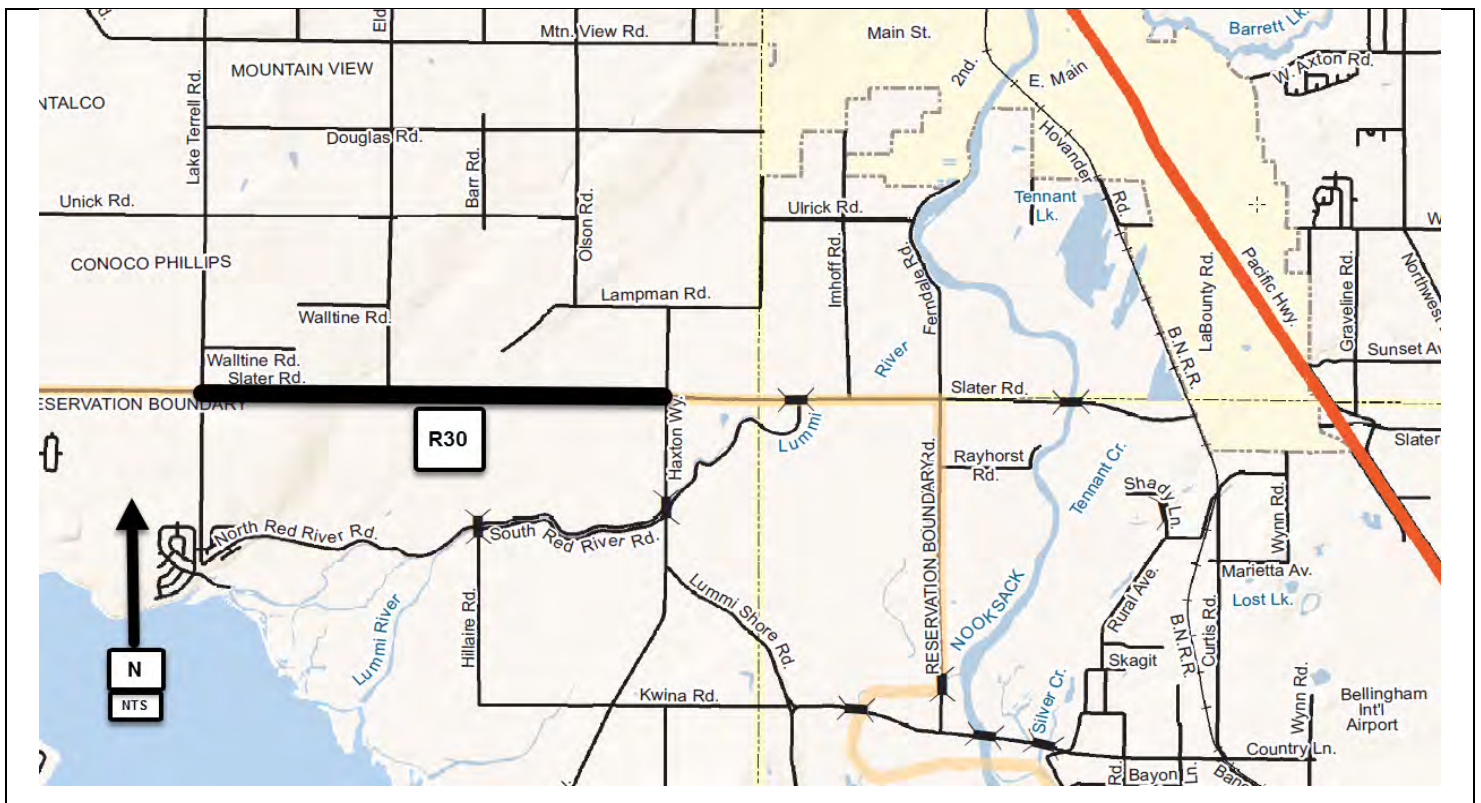 Mtn. View Rd.
Main St.
Barrett Lk.
W. Axton Rd.
2nd.
E. Main
MOUNTAIN VIEW
NTALCO
Lake Terrell Rd.
Douglas Rd.
Barr Rd.
Hovander
Rd.
Tennant
Lk.
Unick Rd.
Olson Rd.
Ulrick Rd.
Imhoff Rd.
Ferndale Rd.
CONOCO PHILLIPS
Lampman Rd.
LaBounty Rd.
Pacific Hwy.
Graveline Rd.
Northwest
W
Walltine Rd.
Walltine Rd.
Slater Rd.
River
B.N.R.R.
Sunset Av
ESERVATION BOUNDARY
R30
Haxton Wy.
Lummi
Slater Rd.
Slater
RESERVATION BOUNDARY
Rd.
Rayhorst
Rd.
Tennant Cr.
Shady
Ln.
Wynn Rd.
North Red River Rd.
South Red River Rd.
Marietta Av.
Lost Lk.
Lummi River
Hillaire Rd.
Lummi Shore Rd.
NOOKSACK
Rural Ave.
B.N.R.R.
Curtis Rd.
Skagit
N
NTS
Kwina Rd.
Silver Cr.
Wynn Rd.
Bellingham
Int'l
Airport
Country Ln.
Rd.
Bayon
Ln.
Banc